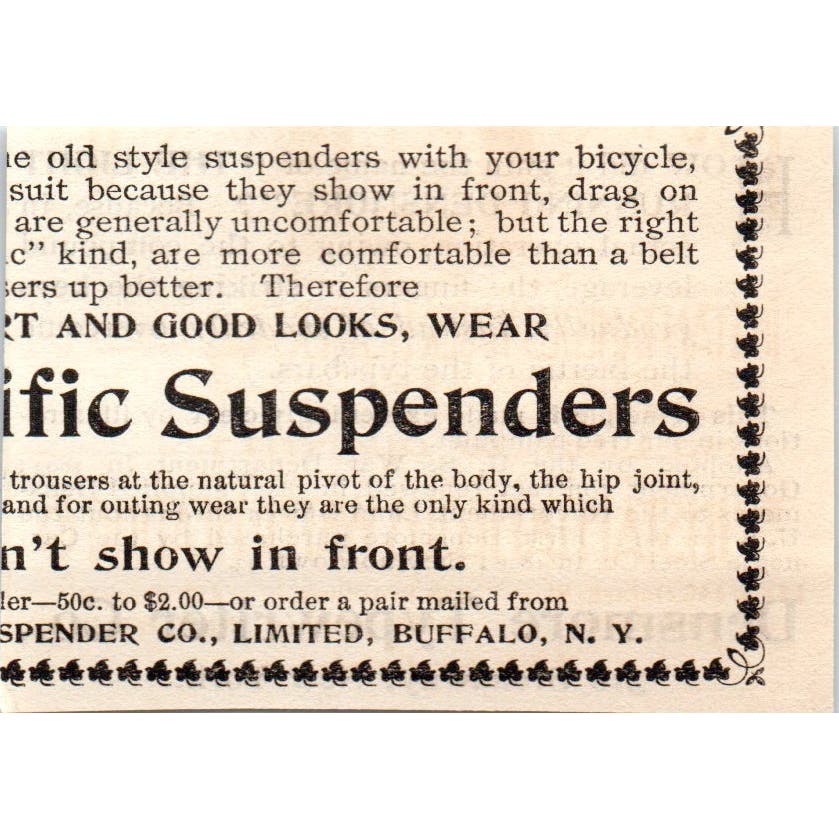 e old style suspenders with your bicycle,
suit because they show in front, drag on
are generally uncomfortable; but the right
c” kind, are more comfortable than a belt
sers up better. Therefore
RT AND GOOD LOOKS, WEAR
ific Suspenders
trousers at the natural pivot of the body, the hip joint,
and for outing wear they are the only kind which
n’t show in front.
ler—50c. to $2.00—or order a pair mailed from
SPENDER CO., LIMITED, BUFFALO, N. Y.